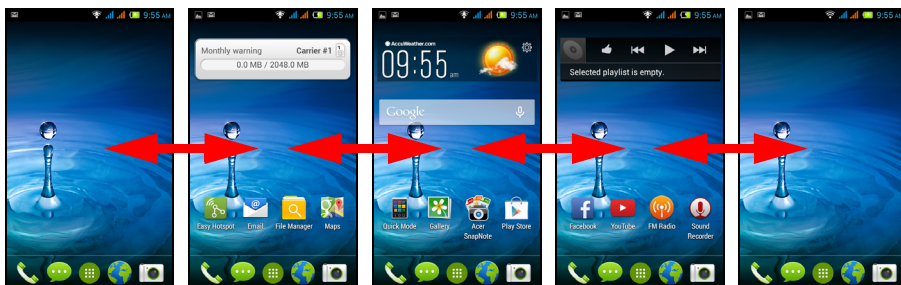 9:55 AM
9:55 AM
Monthly warning Carrier #1 1
0.0 MB / 2048.0 MB
Easy Hotspot Email File Manager Maps
9:55 AM
AccuWeather.com
09:55 am
Google
Quick Mode Gallery Acer SnapNote Play Store
9:55 AM
Selected playlist is empty.
Facebook YouTube FM Radio Sound Recorder
9:55 AM